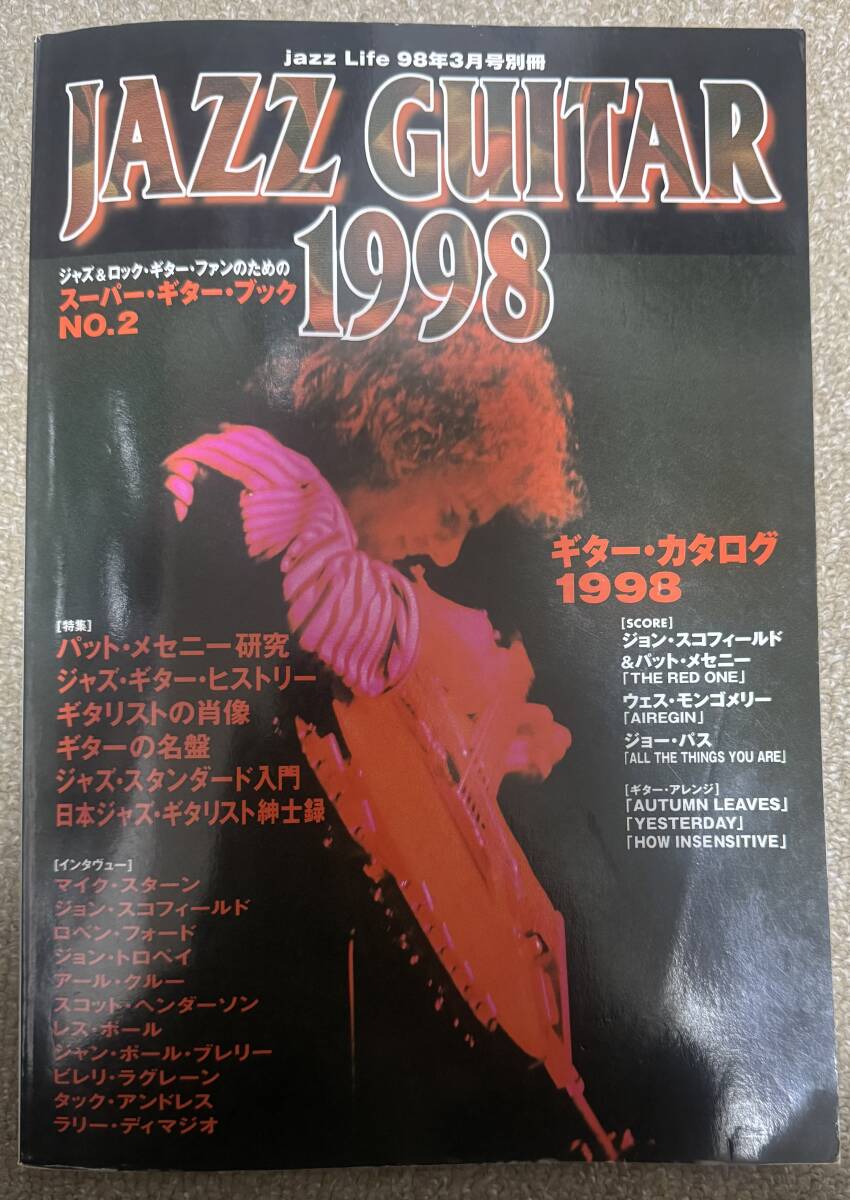 jazz Life 98年3月号別冊
JAZZ GUITAR
1998
ジャズ&ロック・ギター・ファンのための
スーパー・ギター・ブック
NO.2
ギター・カタログ
1998
[特集]
パット・メセニー研究
ジャズ・ギター・ヒストリー
ギタリストの肖像
ギターの名盤
ジャズ・スタンダード入門
日本ジャズ・ギタリスト紳士録
[SCORE]
ジョン・スコフィールド
&パット・メセニー
「THE RED ONE」
ウェス・モンゴメリー
「AIREGIN」
ジョー・パス
「ALL THE THINGS YOU ARE」
[ギター・アレンジ]
「AUTUMN LEAVES」
「YESTERDAY」
「HOW INSENSITIVE」
[インタヴュー]
マイク・スターン
ジョン・スコフィールド
ロベン・フォード
ジョン・トロペイ
アール・クルー
スコット・ヘンダーソン
レス・ポール
ジャン・ポール・ブレリー
ビレリ・ラグレーン
タック・アンドレス
ラリー・ディマジオ